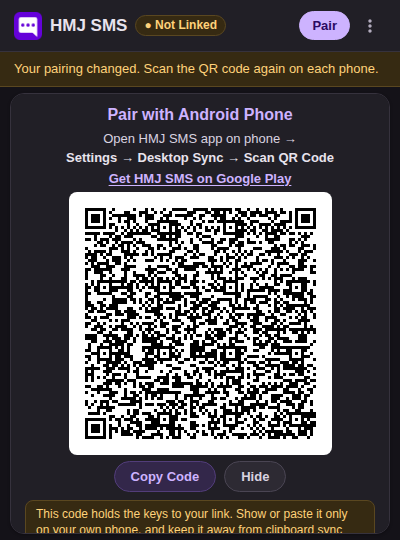 HMJ SMS
● Not Linked
Pair
Your pairing changed. Scan the QR code again on each phone.
Pair with Android Phone
Open HMJ SMS app on phone →
Settings → Desktop Sync → Scan QR Code
Get HMJ SMS on Google Play
Copy Code
Hide
This code holds the keys to your link. Show or paste it only
on your own phone, and keep it away from clipboard sync